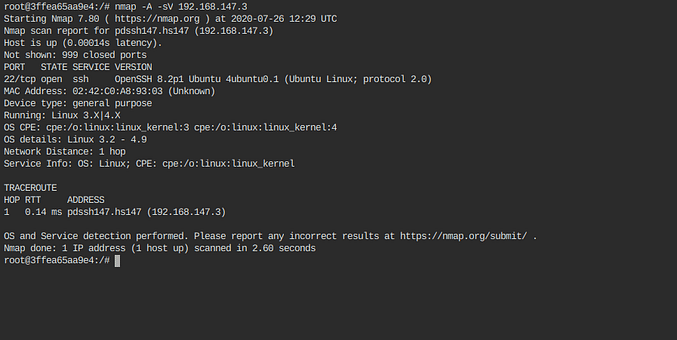 root@3ffea65aa9e4:/# nmap -A -sV 192.168.147.3
Starting Nmap 7.80 ( https://nmap.org ) at 2020-07-26 12:29 UTC
Nmap scan report for pdssh147.hs147 (192.168.147.3)
Host is up (0.00014s latency).
Not shown: 999 closed ports
PORT   STATE SERVICE VERSION
22/tcp open  ssh     OpenSSH 8.2p1 Ubuntu 4ubuntu0.1 (Ubuntu Linux; protocol 2.0)
MAC Address: 02:42:C0:A8:93:03 (Unknown)
Device type: general purpose
Running: Linux 3.X|4.X
OS CPE: cpe:/o:linux:linux_kernel:3 cpe:/o:linux:linux_kernel:4
OS details: Linux 3.2 - 4.9
Network Distance: 1 hop
Service Info: OS: Linux; CPE: cpe:/o:linux:linux_kernel
TRACEROUTE
HOP RTT     ADDRESS
1   0.14 ms pdssh147.hs147 (192.168.147.3)
OS and Service detection performed. Please report any incorrect results at https://nmap.org/submit/ .
Nmap done: 1 IP address (1 host up) scanned in 2.60 seconds
root@3ffea65aa9e4:/#